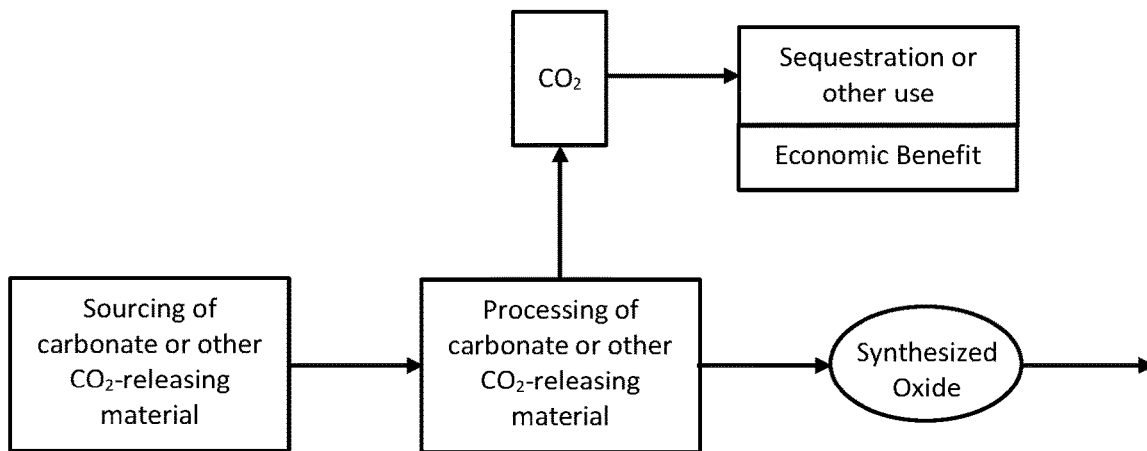 CO₂
Sequestration or
other use
Economic Benefit
Sourcing of
carbonate or other
CO₂-releasing
material
Processing of
carbonate or other
CO₂-releasing
material
Synthesized
Oxide